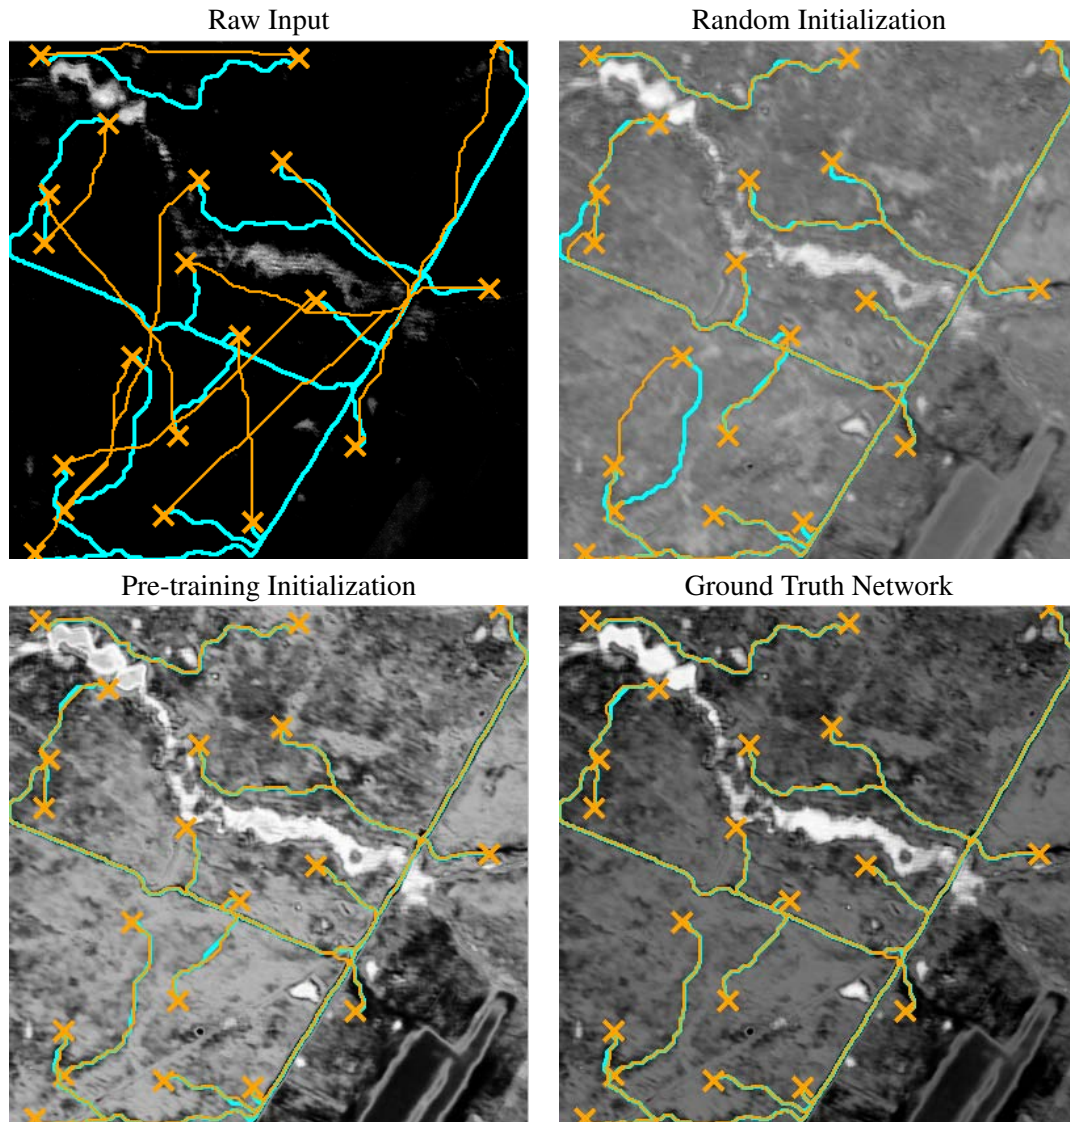 Raw Input
Random Initialization
Pre-training Initialization
Ground Truth Network